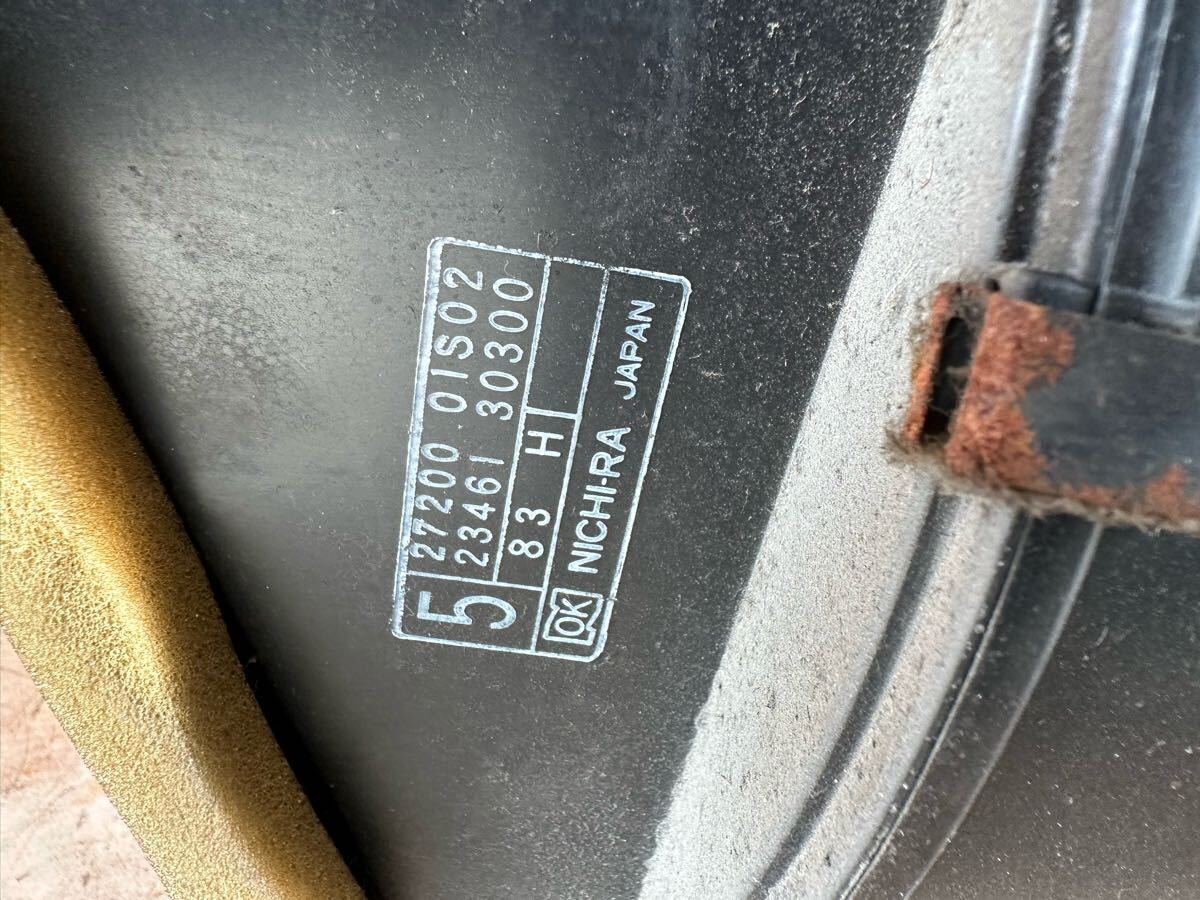 5
27200 01S02
23461 30300
83 H
OK NICHI-RA JAPAN